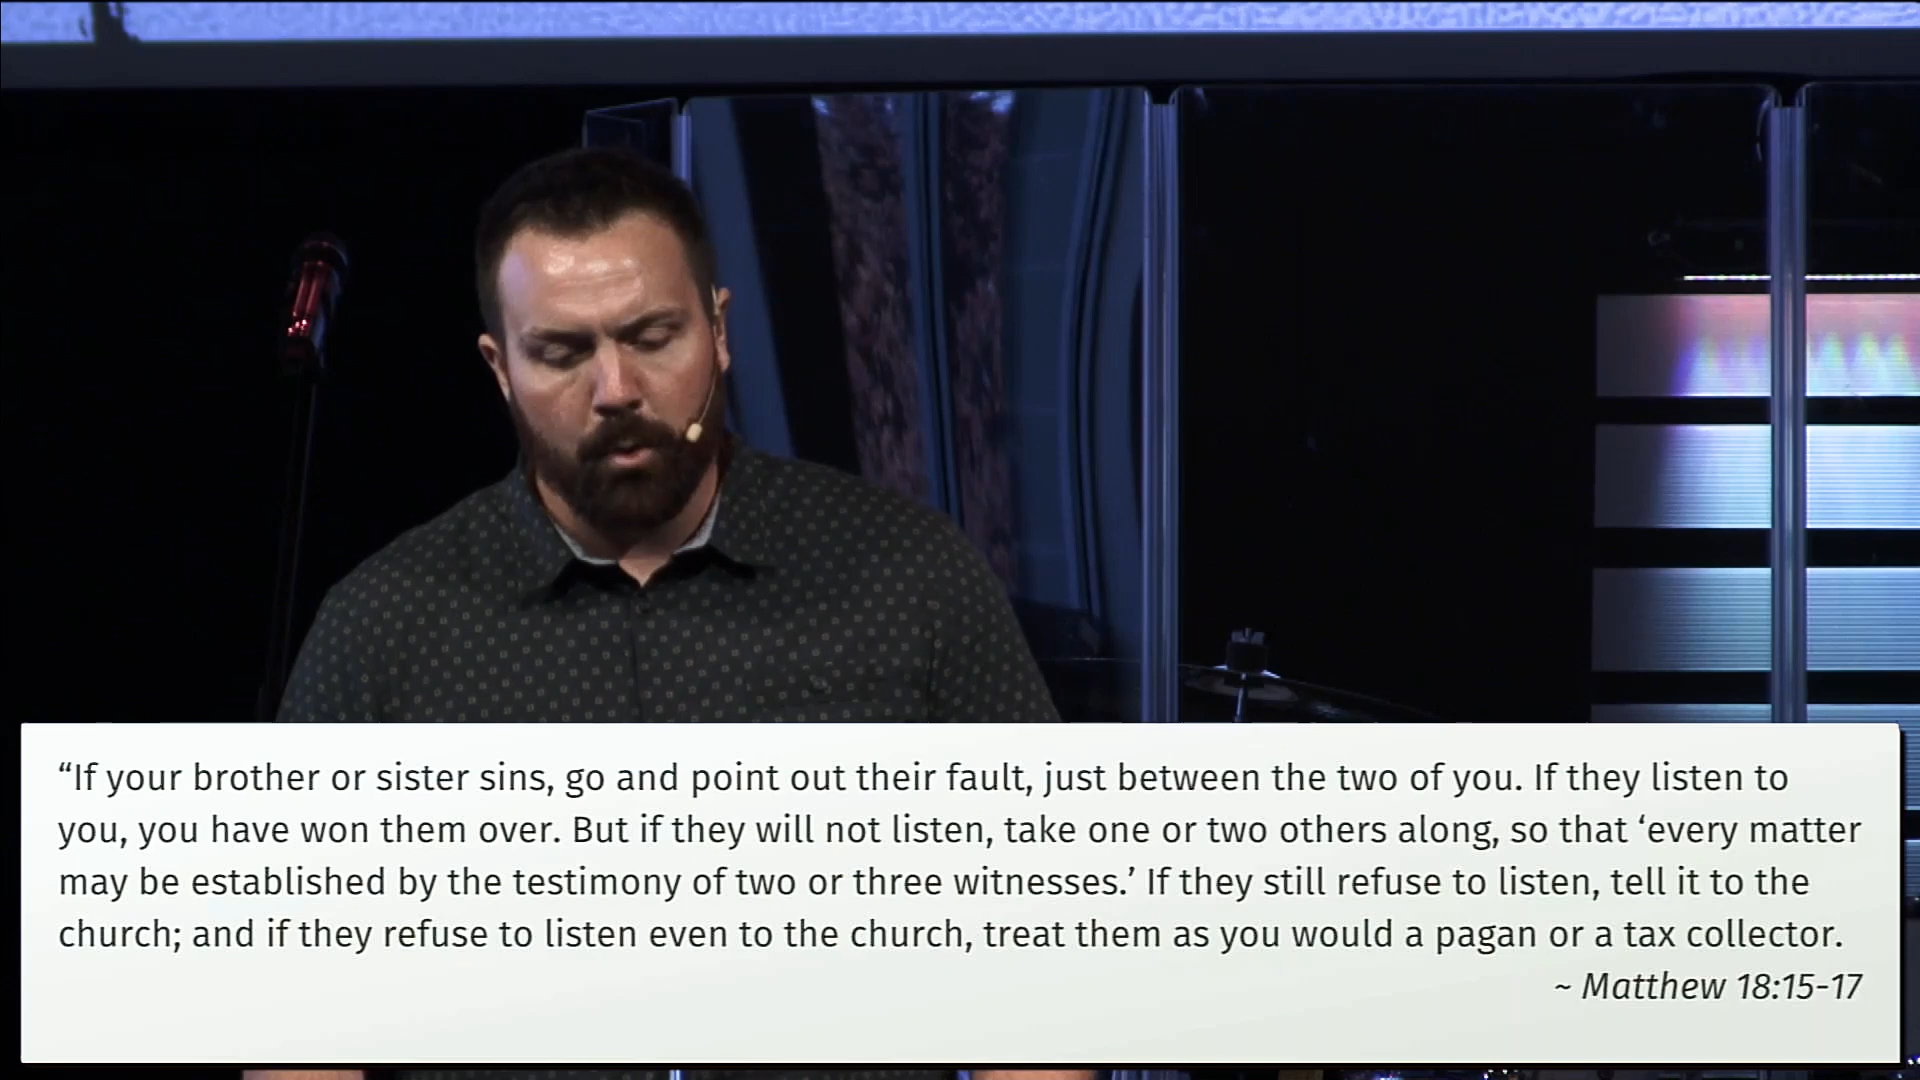 “If your brother or sister sins, go and point out their fault, just between the two of you. If they listen to
you, you have won them over. But if they will not listen, take one or two others along, so that ‘every matter
may be established by the testimony of two or three witnesses.’ If they still refuse to listen, tell it to the
church; and if they refuse to listen even to the church, treat them as you would a pagan or a tax collector.
~ Matthew 18:15-17